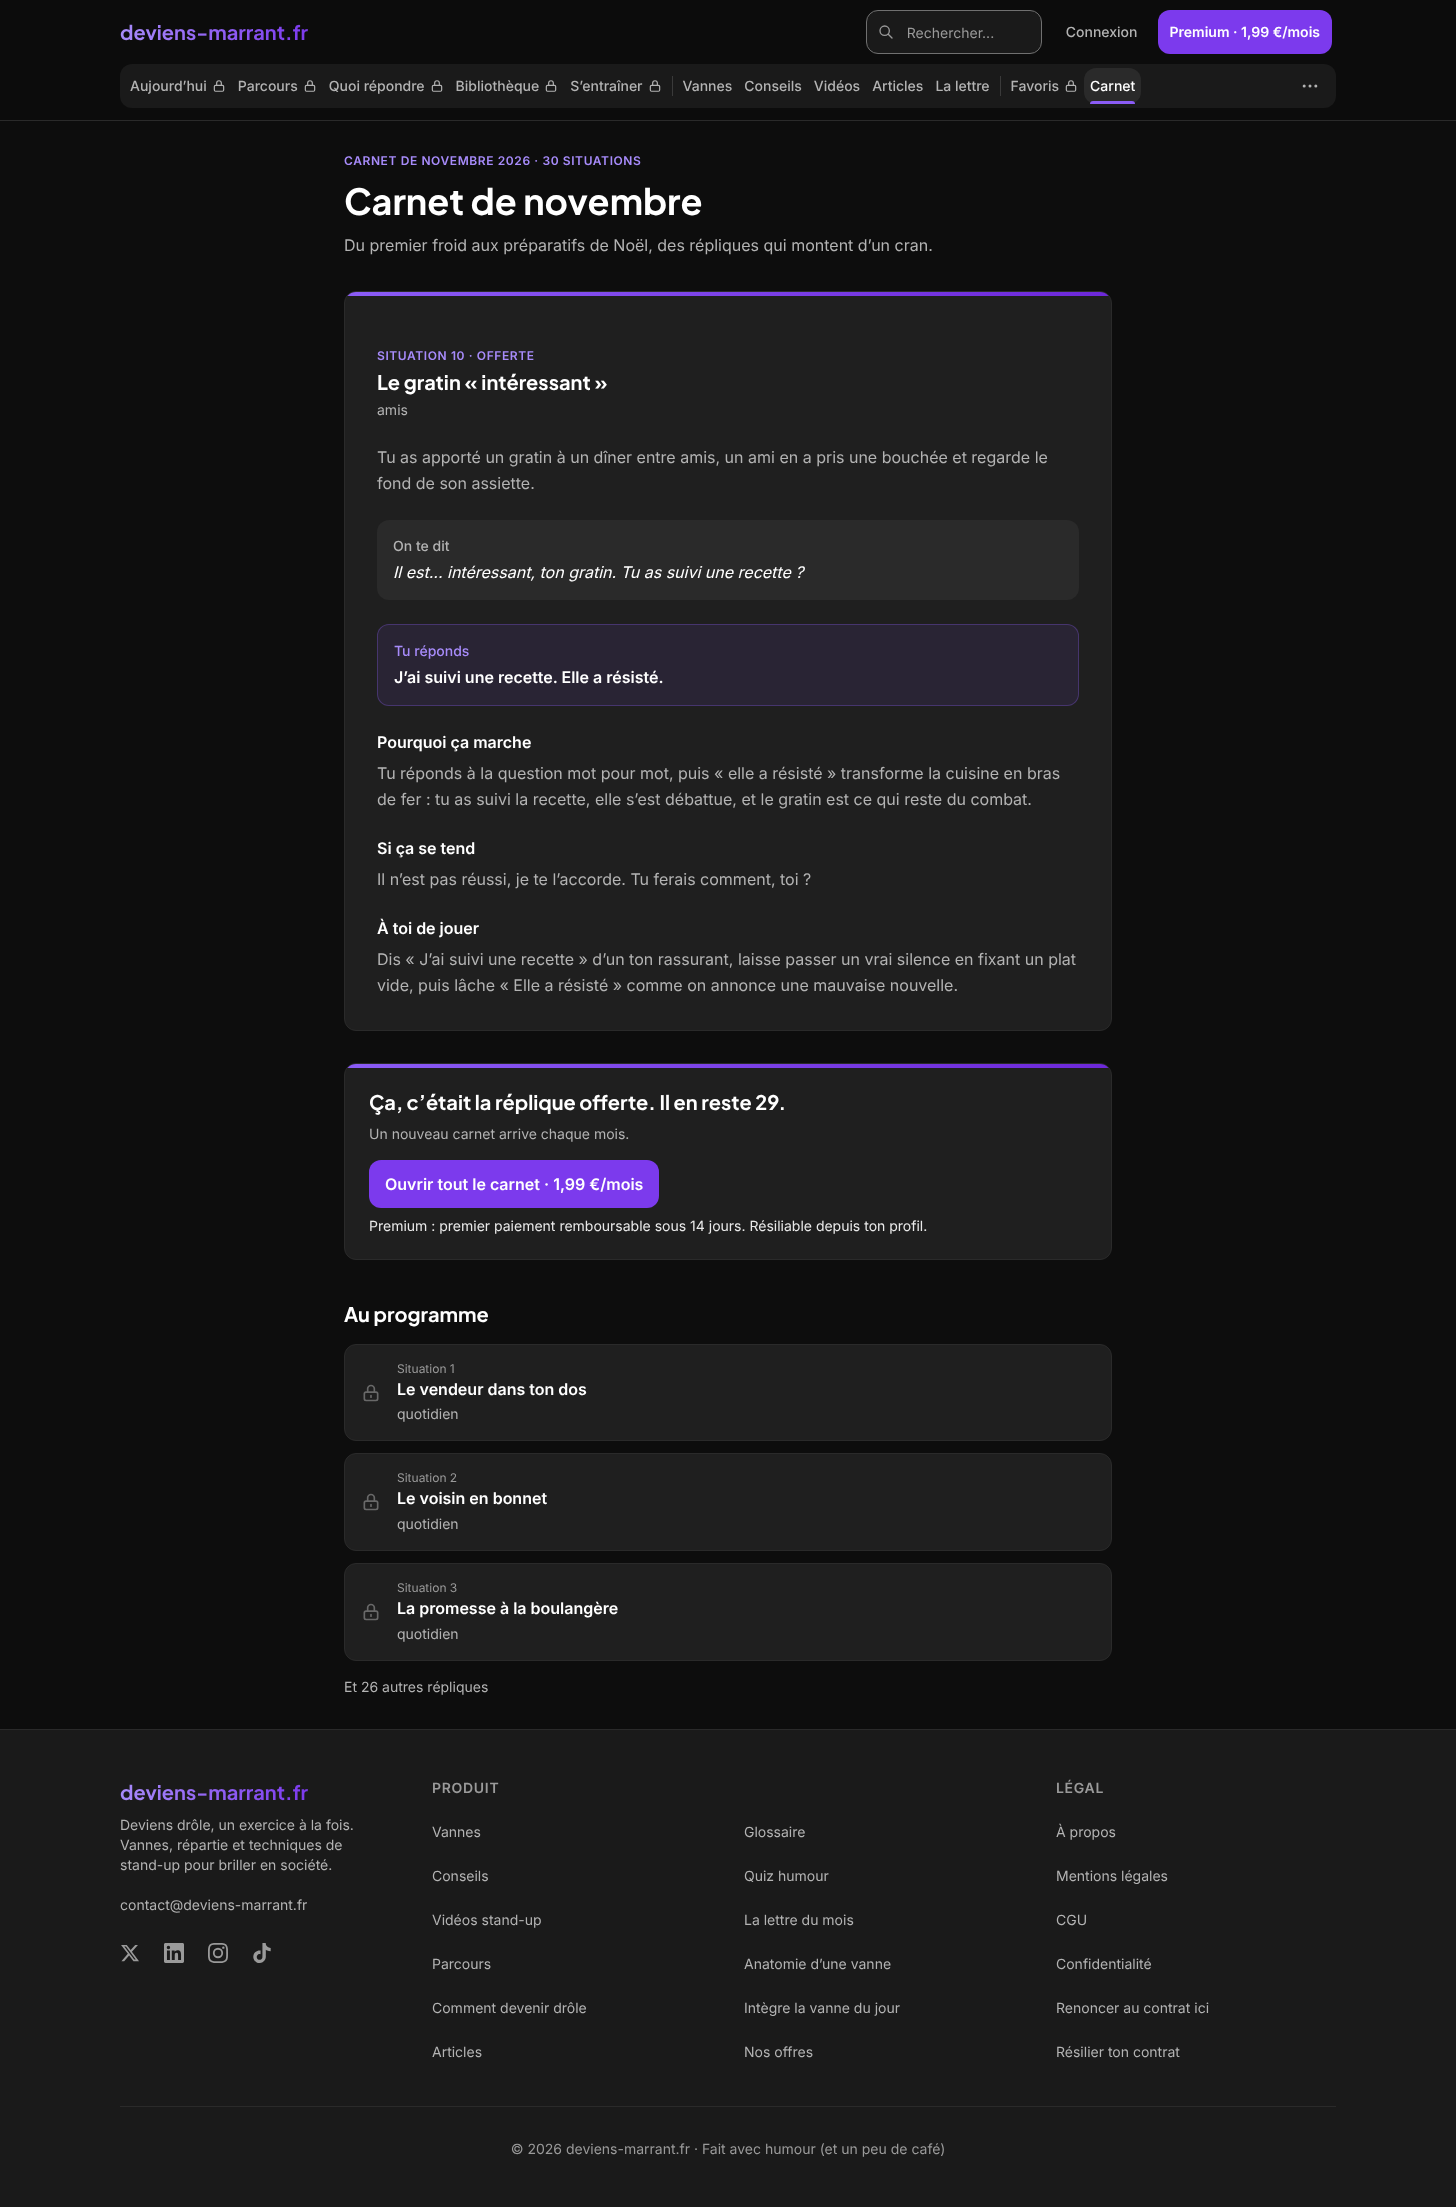 deviens-marrant.fr
Rechercher...
Connexion
Premium · 1,99 €/mois
Aujourd’hui
Parcours
Quoi répondre
Bibliothèque
S’entraîner
Vannes
Conseils
Vidéos
Articles
La lettre
Favoris
Carnet
CARNET DE NOVEMBRE 2026 · 30 SITUATIONS
Carnet de novembre
Du premier froid aux préparatifs de Noël, des répliques qui montent d’un cran.
SITUATION 10 · OFFERTE
Le gratin « intéressant »
amis
Tu as apporté un gratin à un dîner entre amis, un ami en a pris une bouchée et regarde le
fond de son assiette.
On te dit
Il est... intéressant, ton gratin. Tu as suivi une recette ?
Tu réponds
J’ai suivi une recette. Elle a résisté.
Pourquoi ça marche
Tu réponds à la question mot pour mot, puis « elle a résisté » transforme la cuisine en bras
de fer : tu as suivi la recette, elle s’est débattue, et le gratin est ce qui reste du combat.
Si ça se tend
Il n’est pas réussi, je te l’accorde. Tu ferais comment, toi ?
À toi de jouer
Dis « J’ai suivi une recette » d’un ton rassurant, laisse passer un vrai silence en fixant un plat
vide, puis lâche « Elle a résisté » comme on annonce une mauvaise nouvelle.
Ça, c’était la réplique offerte. Il en reste 29.
Un nouveau carnet arrive chaque mois.
Ouvrir tout le carnet · 1,99 €/mois
Premium : premier paiement remboursable sous 14 jours. Résiliable depuis ton profil.
Au programme
Situation 1
Le vendeur dans ton dos
quotidien
Situation 2
Le voisin en bonnet
quotidien
Situation 3
La promesse à la boulangère
quotidien
Et 26 autres répliques
deviens-marrant.fr
Deviens drôle, un exercice à la fois.
Vannes, répartie et techniques de
stand-up pour briller en société.
contact@deviens-marrant.fr
PRODUIT
Vannes
Conseils
Vidéos stand-up
Parcours
Comment devenir drôle
Articles
Glossaire
Quiz humour
La lettre du mois
Anatomie d’une vanne
Intègre la vanne du jour
Nos offres
LÉGAL
À propos
Mentions légales
CGU
Confidentialité
Renoncer au contrat ici
Résilier ton contrat
© 2026 deviens-marrant.fr · Fait avec humour (et un peu de café)